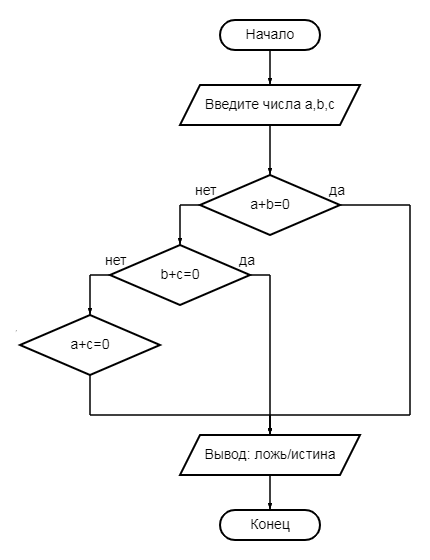 Начало
Введите числа a,b,c
нет
да
a+b=0
нет
да
b+c=0
a+c=0
Вывод: ложь/истина
Конец